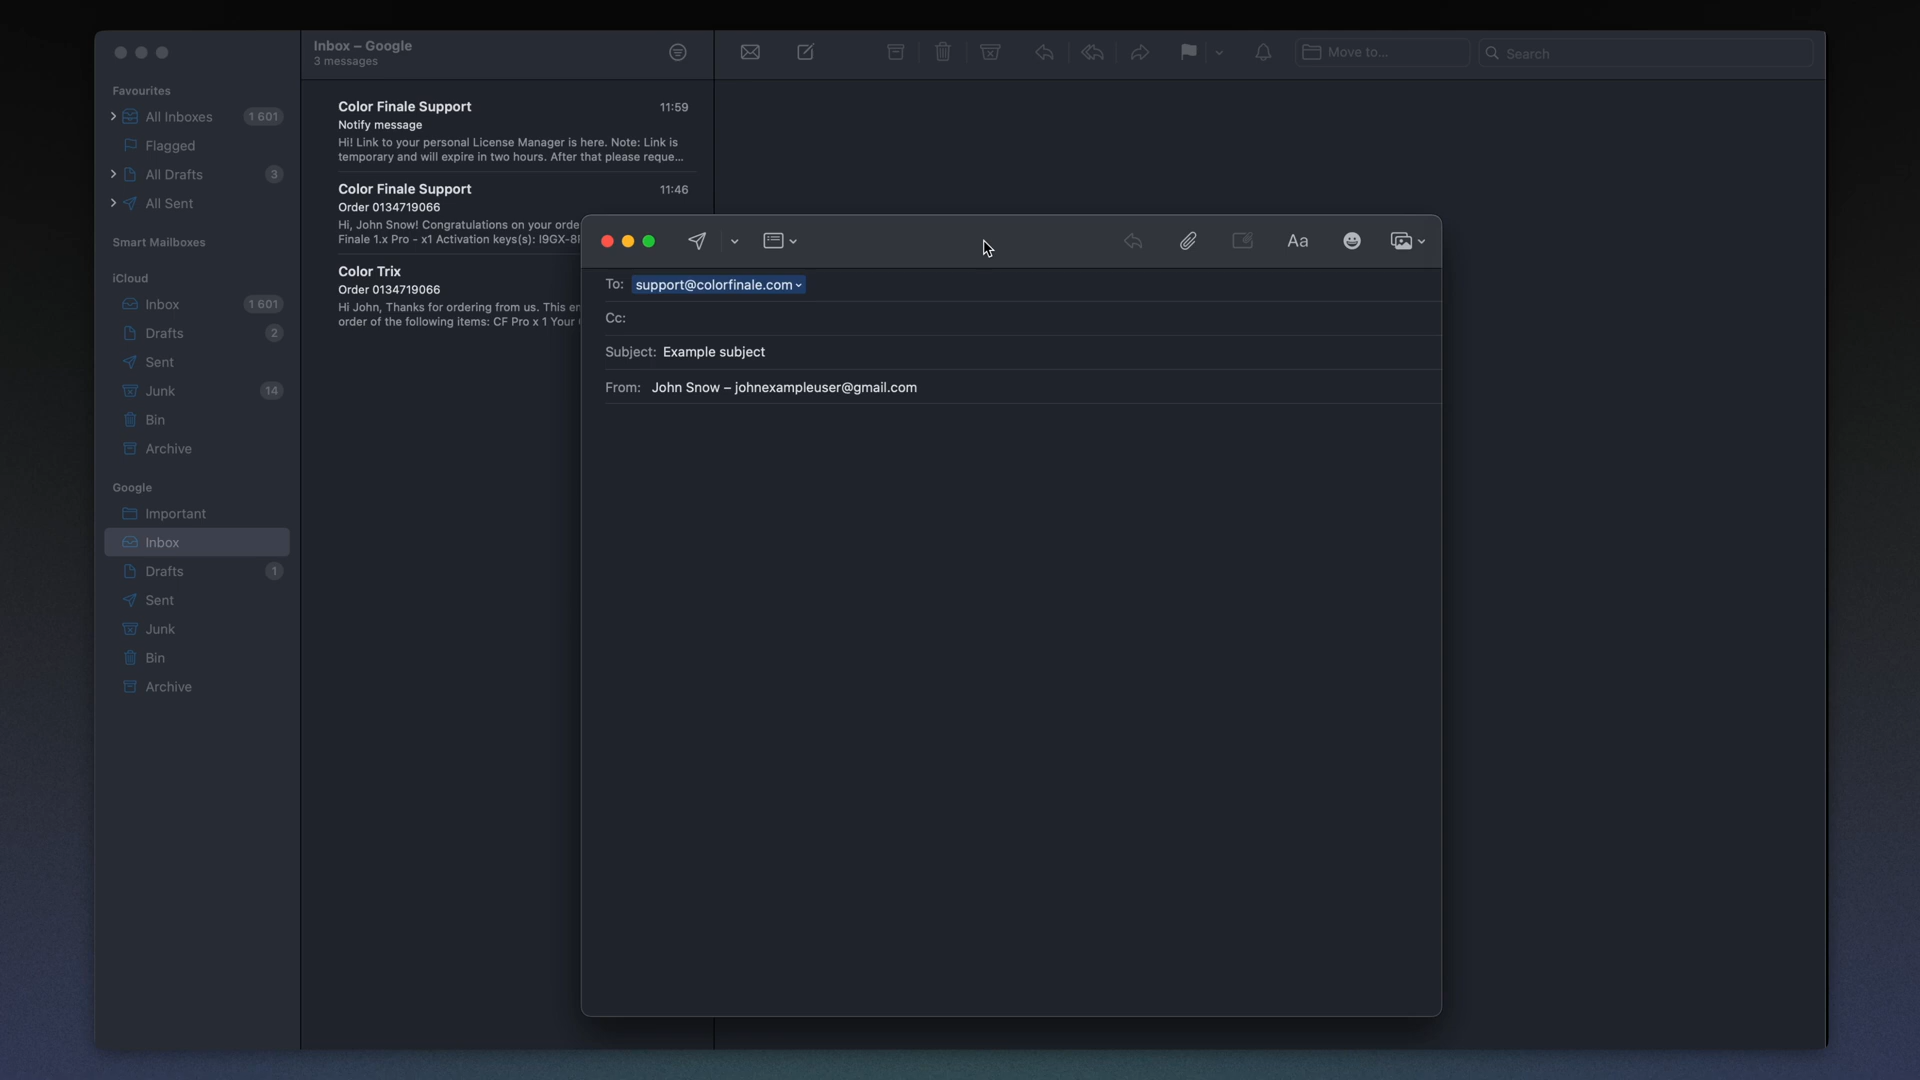 Favourites
All Inboxes 1 601
Flagged
All Drafts 3
All Sent
Smart Mailboxes
iCloud
Inbox 1 601
Drafts 2
Sent
Junk 14
Bin
Archive
Google
Important
Inbox
Drafts 1
Sent
Junk
Bin
Archive
Inbox – Google
3 messages
Color Finale Support 11:59
Notify message
Hi! Link to your personal License Manager is here. Note: Link is
temporary and will expire in two hours. After that please reque...
Color Finale Support 11:46
Order 0134719066
Hi, John Snow! Congratulations on your orde
Finale 1.x Pro - x1 Activation keys(s): I9GX-8
Color Trix
Order 0134719066
Hi John, Thanks for ordering from us. This en
order of the following items: CF Pro x 1 Your
Move to...
Search
Aa
To: support@colorfinale.com
Cc:
Subject: Example subject
From: John Snow – johnexampleuser@gmail.com